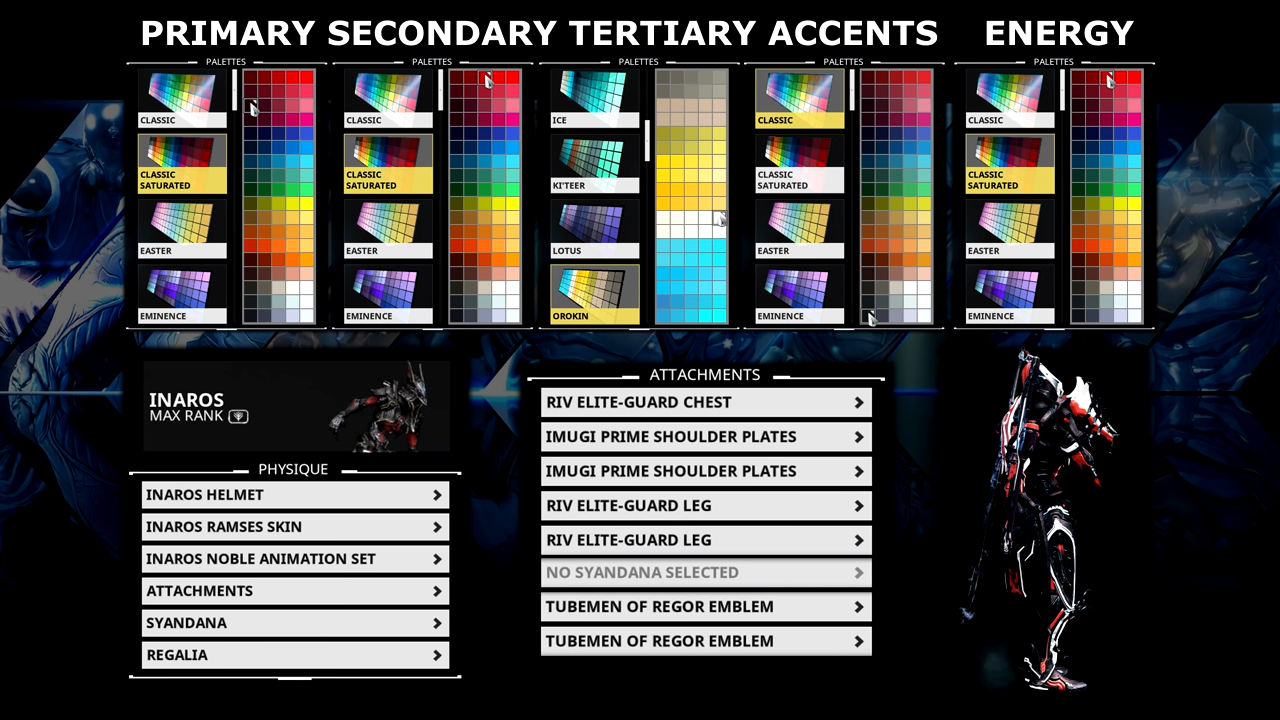 PRIMARY SECONDARY TERTIARY ACCENTS ENERGY
PALETTES PALETTES PALETTES PALETTES PALETTES
CLASSIC
CLASSIC
SATURATED
EASTER
EMINENCE
CLASSIC
CLASSIC
SATURATED
EASTER
EMINENCE
ICE
KI'TEER
LOTUS
OROKIN
CLASSIC
CLASSIC
SATURATED
EASTER
EMINENCE
CLASSIC
CLASSIC
SATURATED
EASTER
EMINENCE
INAROS
MAX RANK
PHYSIQUE
INAROS HELMET
INAROS RAMSES SKIN
INAROS NOBLE ANIMATION SET
ATTACHMENTS
SYANDANA
REGALIA
ATTACHMENTS
RIV ELITE-GUARD CHEST
IMUGI PRIME SHOULDER PLATES
IMUGI PRIME SHOULDER PLATES
RIV ELITE-GUARD LEG
RIV ELITE-GUARD LEG
NO SYANDANA SELECTED
TUBEMEN OF REGOR EMBLEM
TUBEMEN OF REGOR EMBLEM